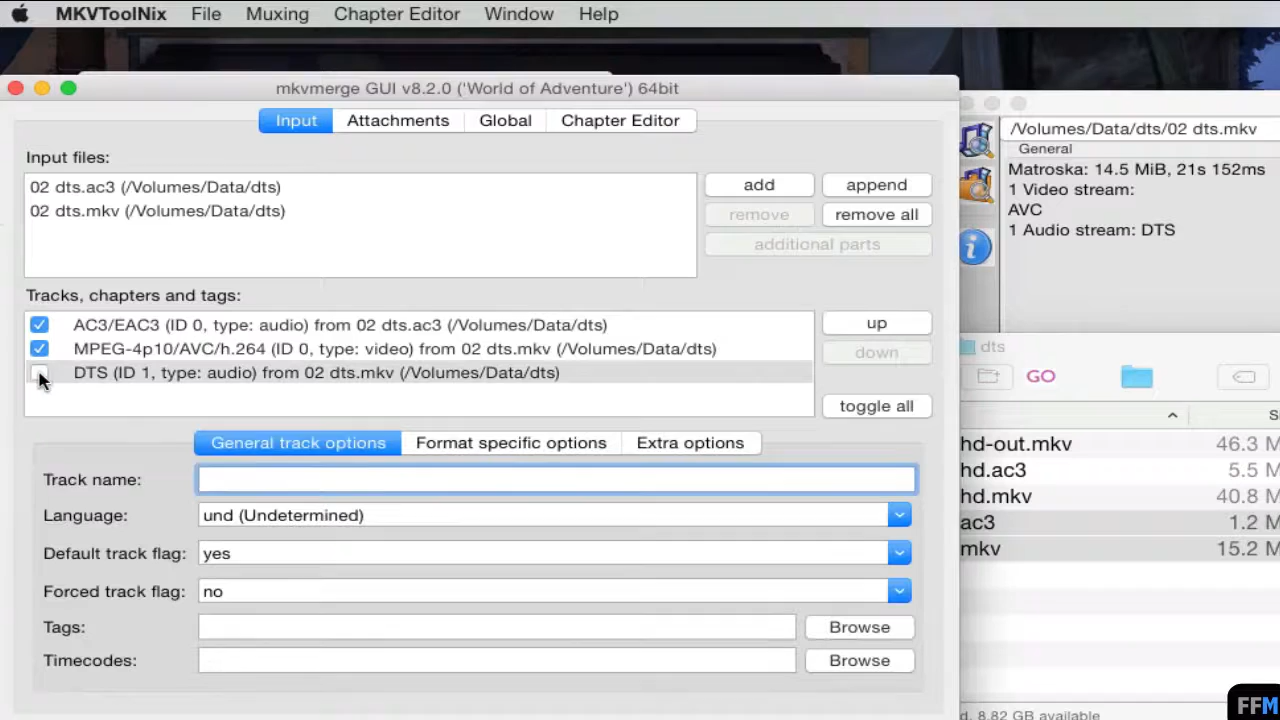 MKVToolNix File Muxing Chapter Editor Window Help
mkvmerge GUI v8.2.0 ('World of Adventure') 64bit
Input Attachments Global Chapter Editor
Input files:
02 dts.ac3 (/Volumes/Data/dts)
02 dts.mkv (/Volumes/Data/dts)
add append
remove remove all
additional parts
Tracks, chapters and tags:
AC3/EAC3 (ID 0, type: audio) from 02 dts.ac3 (/Volumes/Data/dts)
MPEG-4p10/AVC/h.264 (ID 0, type: video) from 02 dts.mkv (/Volumes/Data/dts)
DTS (ID 1, type: audio) from 02 dts.mkv (/Volumes/Data/dts)
up
down
toggle all
General track options Format specific options Extra options
Track name:
Language: und (Undetermined)
Default track flag: yes
Forced track flag: no
Tags: Browse
Timecodes: Browse
/Volumes/Data/dts/02 dts.mkv
General
Matroska: 14.5 MiB, 21s 152ms
1 Video stream:
AVC
1 Audio stream: DTS
dts
GO
S
hd-out.mkv 46.3 M
hd.ac3 5.5 M
hd.mkv 40.8 M
ac3 1.2 M
mkv 15.2 M
d, 8.82 GB available
FFM